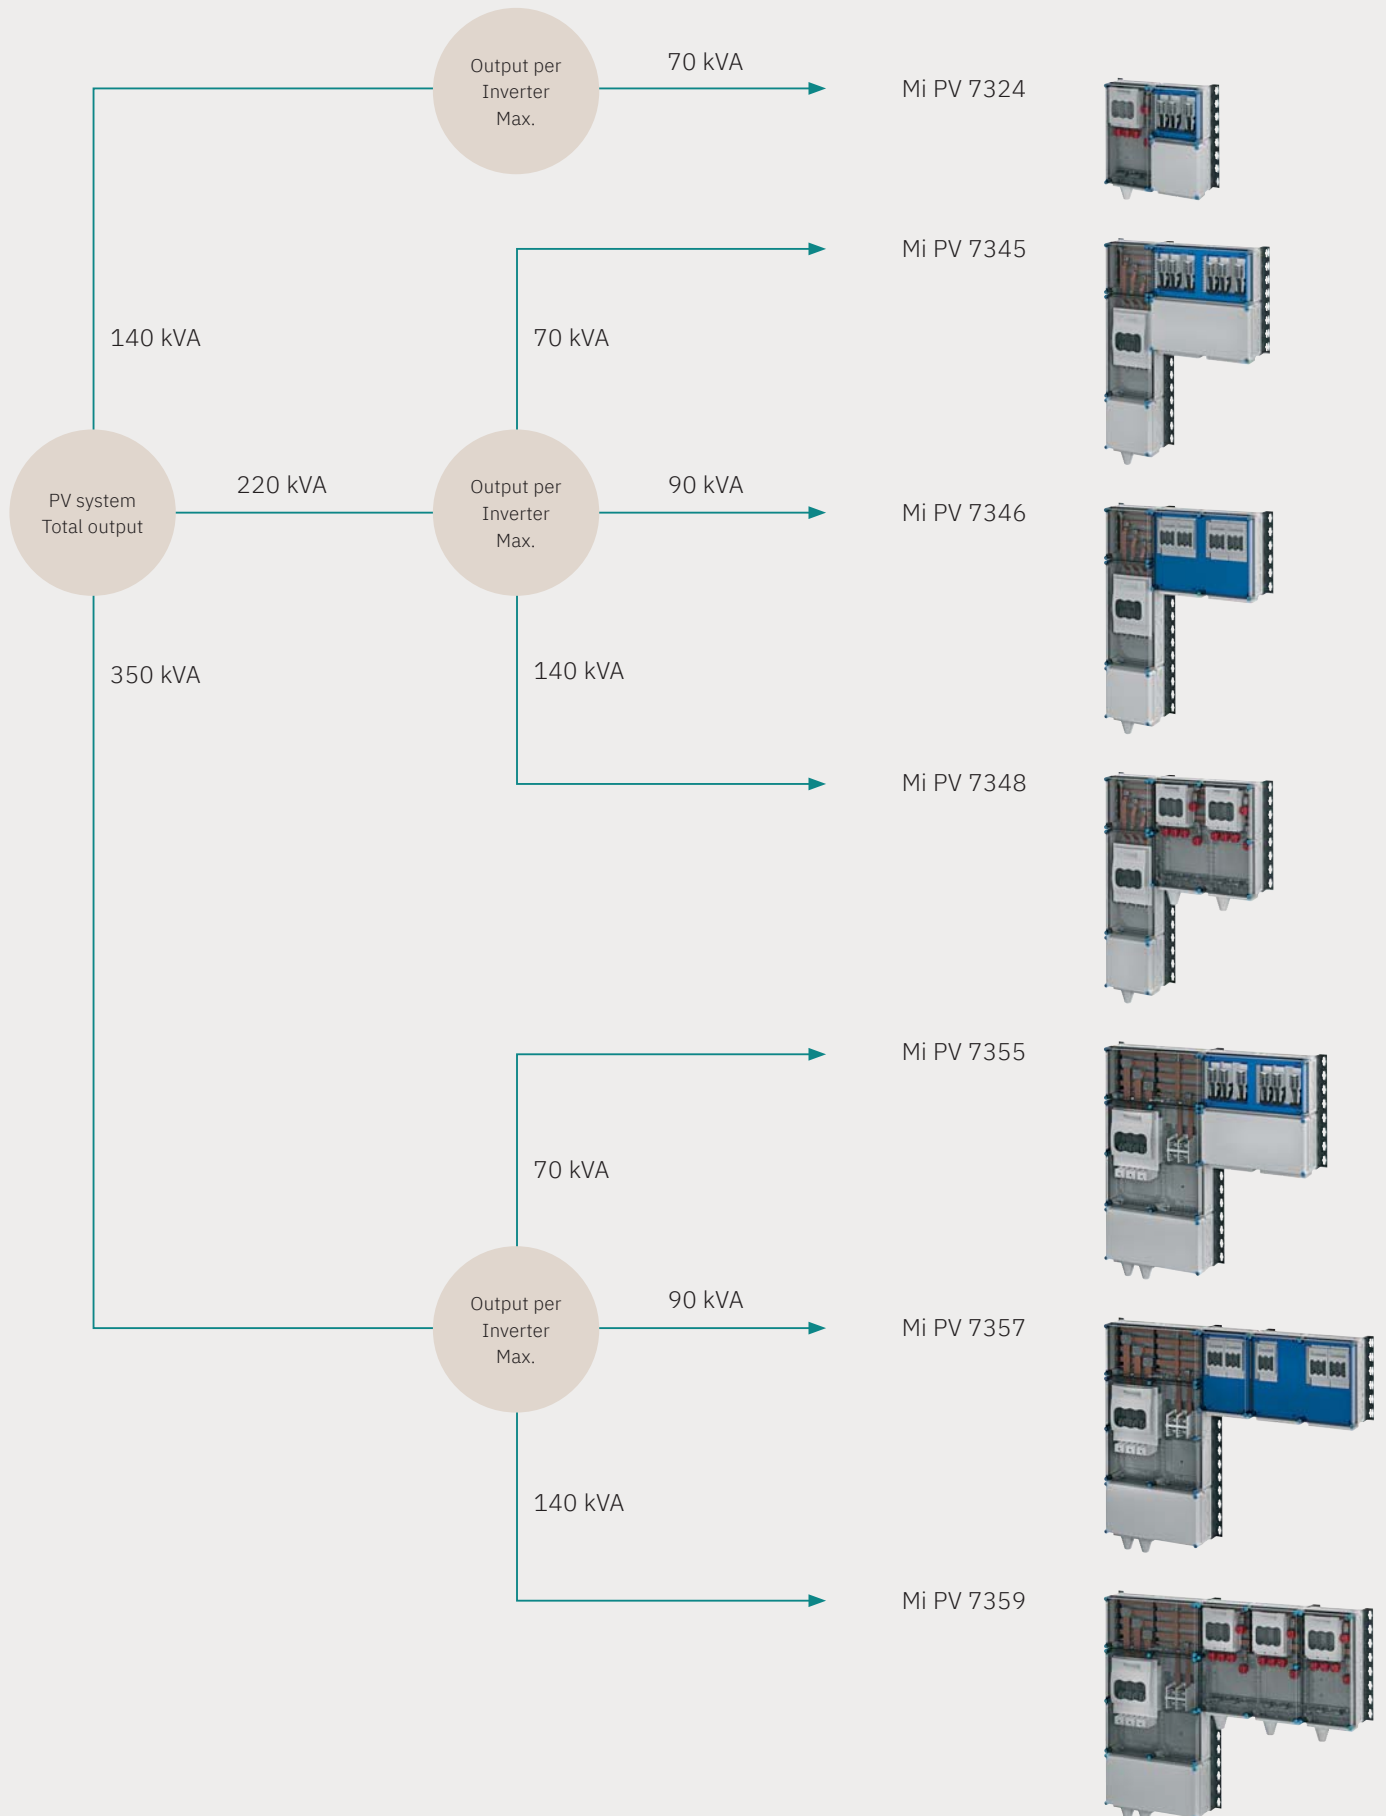 Output per
Inverter
Max.
70 kVA
Mi PV 7324
Mi PV 7345
140 kVA
70 kVA
PV system
Total output
220 kVA
Output per
Inverter
Max.
90 kVA
Mi PV 7346
350 kVA
140 kVA
Mi PV 7348
Mi PV 7355
70 kVA
Output per
Inverter
Max.
90 kVA
Mi PV 7357
140 kVA
Mi PV 7359